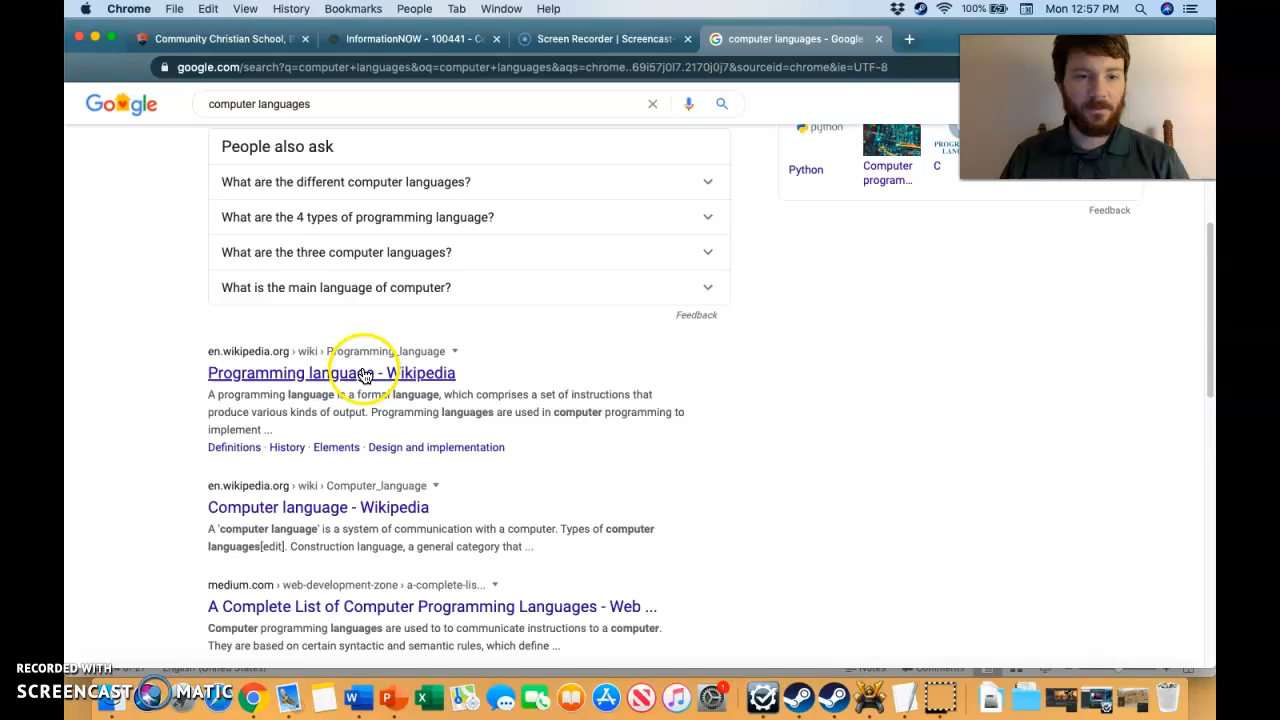 Chrome File Edit View History Bookmarks People Tab Window Help 100% Mon 12:57 PM
Community Christian School, InformationNOW - 100441 - C Screen Recorder | Screencast- computer languages - Google
google.com/search?q=computer+languages&oq=computer+languages&aqs=chrome..69i57j0l7.2170j0j7&sourceid=chrome&ie=UTF-8
Google computer languages
People also ask
What are the different computer languages?
What are the 4 types of programming language?
What are the three computer languages?
What is the main language of computer?
Feedback
python
Python
Computer
program…
C
Feedback
en.wikipedia.org › wiki › Programming_language
Programming language - Wikipedia
A programming language is a formal language, which comprises a set of instructions that
produce various kinds of output. Programming languages are used in computer programming to
implement ...
Definitions · History · Elements · Design and implementation
en.wikipedia.org › wiki › Computer_language
Computer language - Wikipedia
A 'computer language' is a system of communication with a computer. Types of computer
languages[edit]. Construction language, a general category that ...
medium.com › web-development-zone › a-complete-lis...
A Complete List of Computer Programming Languages - Web ...
Computer programming languages are used to to communicate instructions to a computer.
They are based on certain syntactic and semantic rules, which define ...
RECORDED WITH
SCREENCAST MATIC